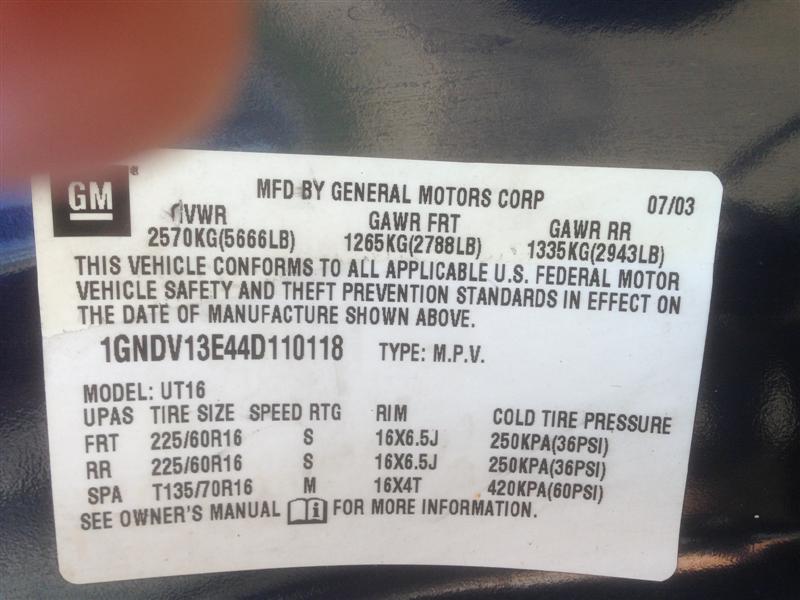 GM ®
MFD BY GENERAL MOTORS CORP 07/03
GVWR GAWR FRT GAWR RR
2570KG(5666LB) 1265KG(2788LB) 1335KG(2943LB)
THIS VEHICLE CONFORMS TO ALL APPLICABLE U.S. FEDERAL MOTOR
VEHICLE SAFETY AND THEFT PREVENTION STANDARDS IN EFFECT ON
THE DATE OF MANUFACTURE SHOWN ABOVE.
1GNDV13E44D110118 TYPE: M.P.V.
MODEL: UT16
UPAS TIRE SIZE SPEED RTG RIM COLD TIRE PRESSURE
FRT 225/60R16 S 16X6.5J 250KPA(36PSI)
RR 225/60R16 S 16X6.5J 250KPA(36PSI)
SPA T135/70R16 M 16X4T 420KPA(60PSI)
SEE OWNER'S MANUAL i FOR MORE INFORMATION.